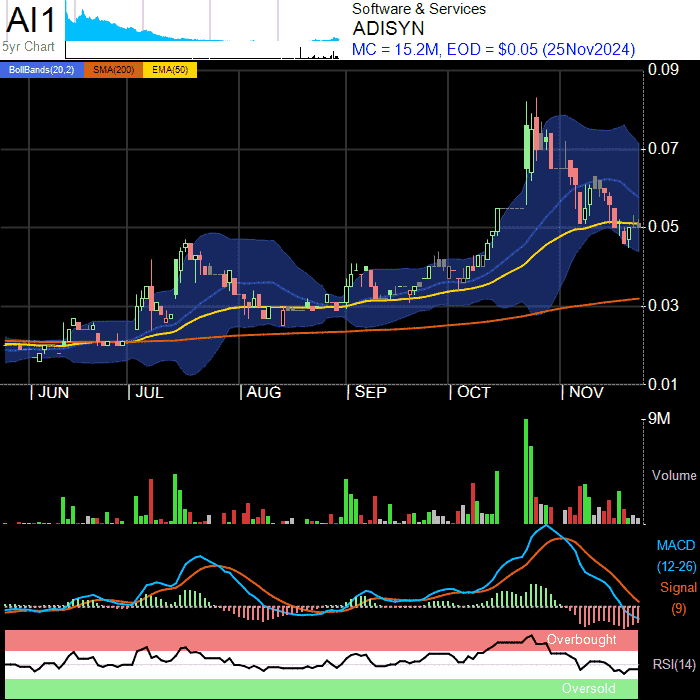 AI1
5yr Chart
Software & Services
ADISYN
MC = 15.2M, EOD = $0.05 (25Nov2024)
BollBands(20,2) SMA(200) EMA(50)
0.09
0.07
0.05
0.03
0.01
| JUN | JUL | AUG | SEP | OCT | NOV
9M
Volume
MACD
(12-26)
Signal
(9)
Overbought
RSI(14)
Oversold